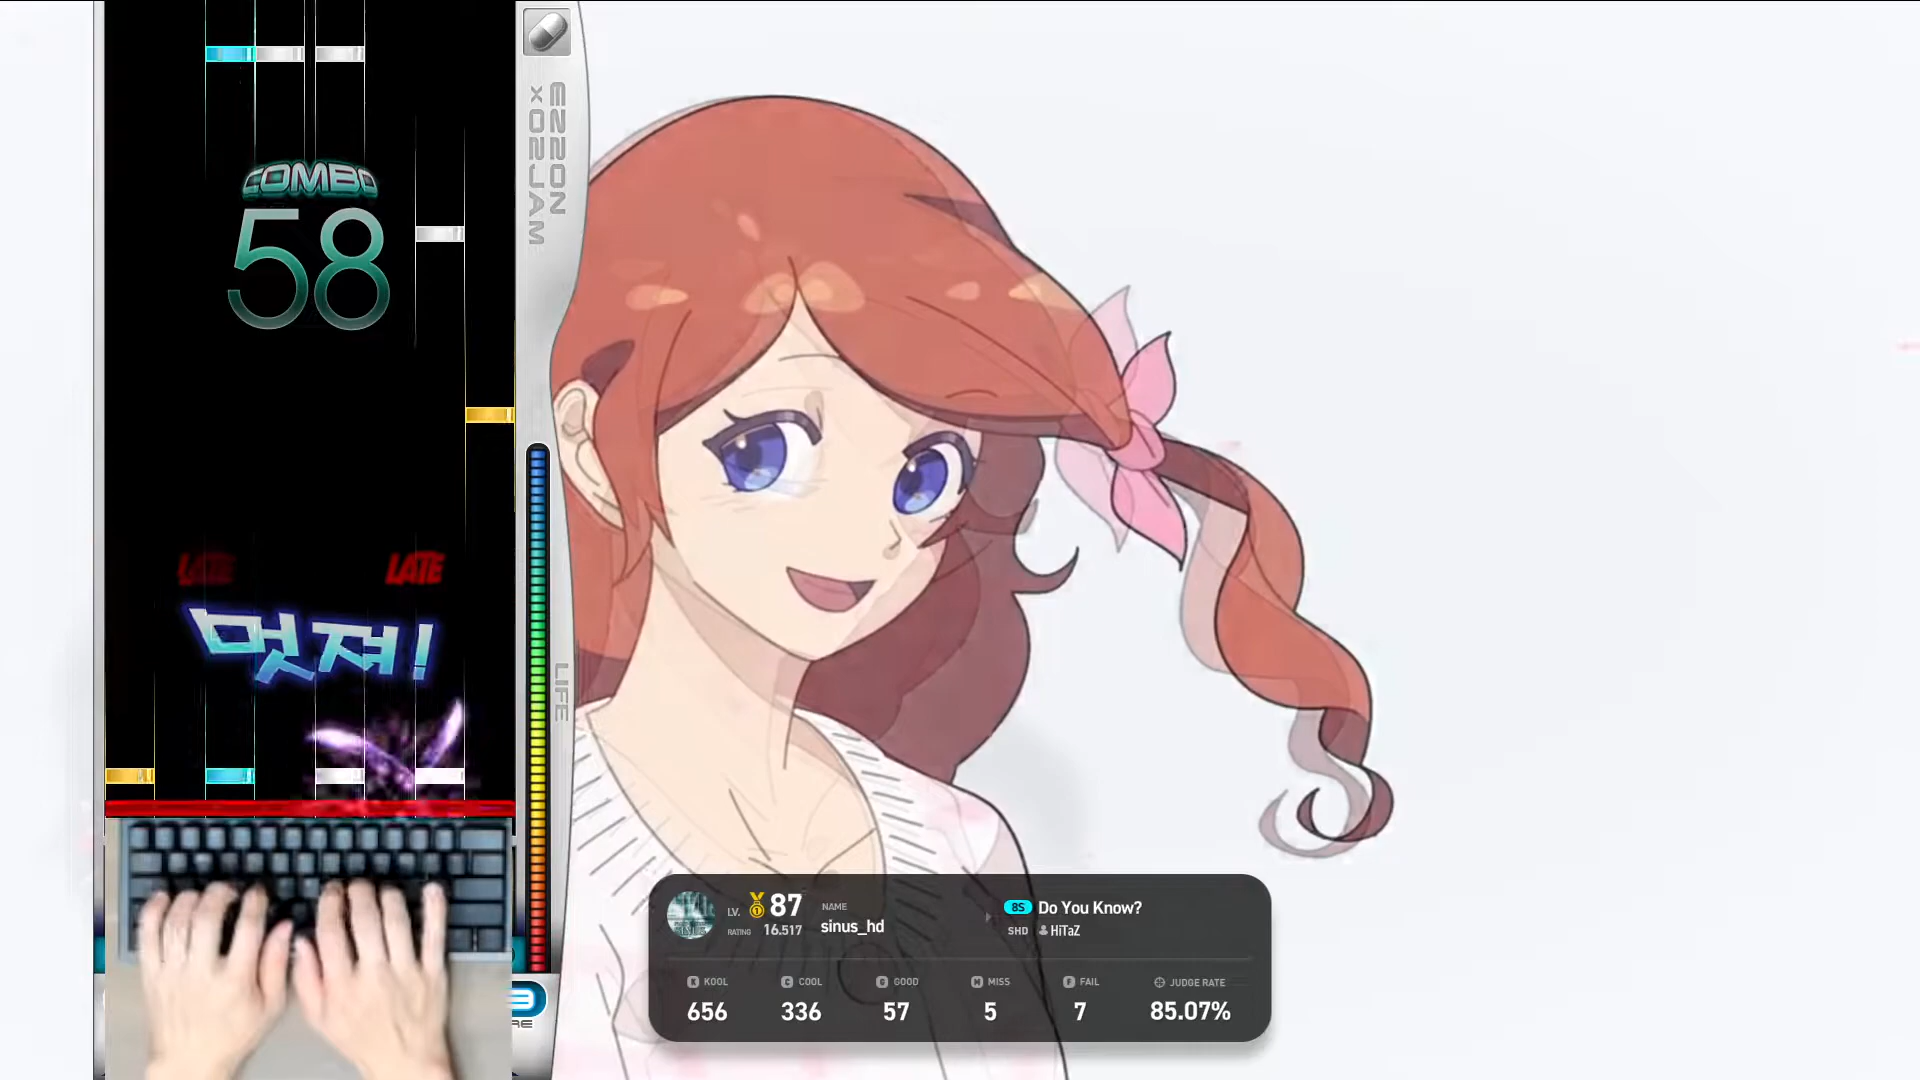 COMBO
58
EZ2ON
x O2JAM
LATE
LATE
멋져!
LIFE
LV. 87
RATING 16.517
NAME
sinus_hd
8S Do You Know?
SHD HiTaZ
K KOOL
656
C COOL
336
G GOOD
57
M MISS
5
F FAIL
7
JUDGE RATE
85.07%